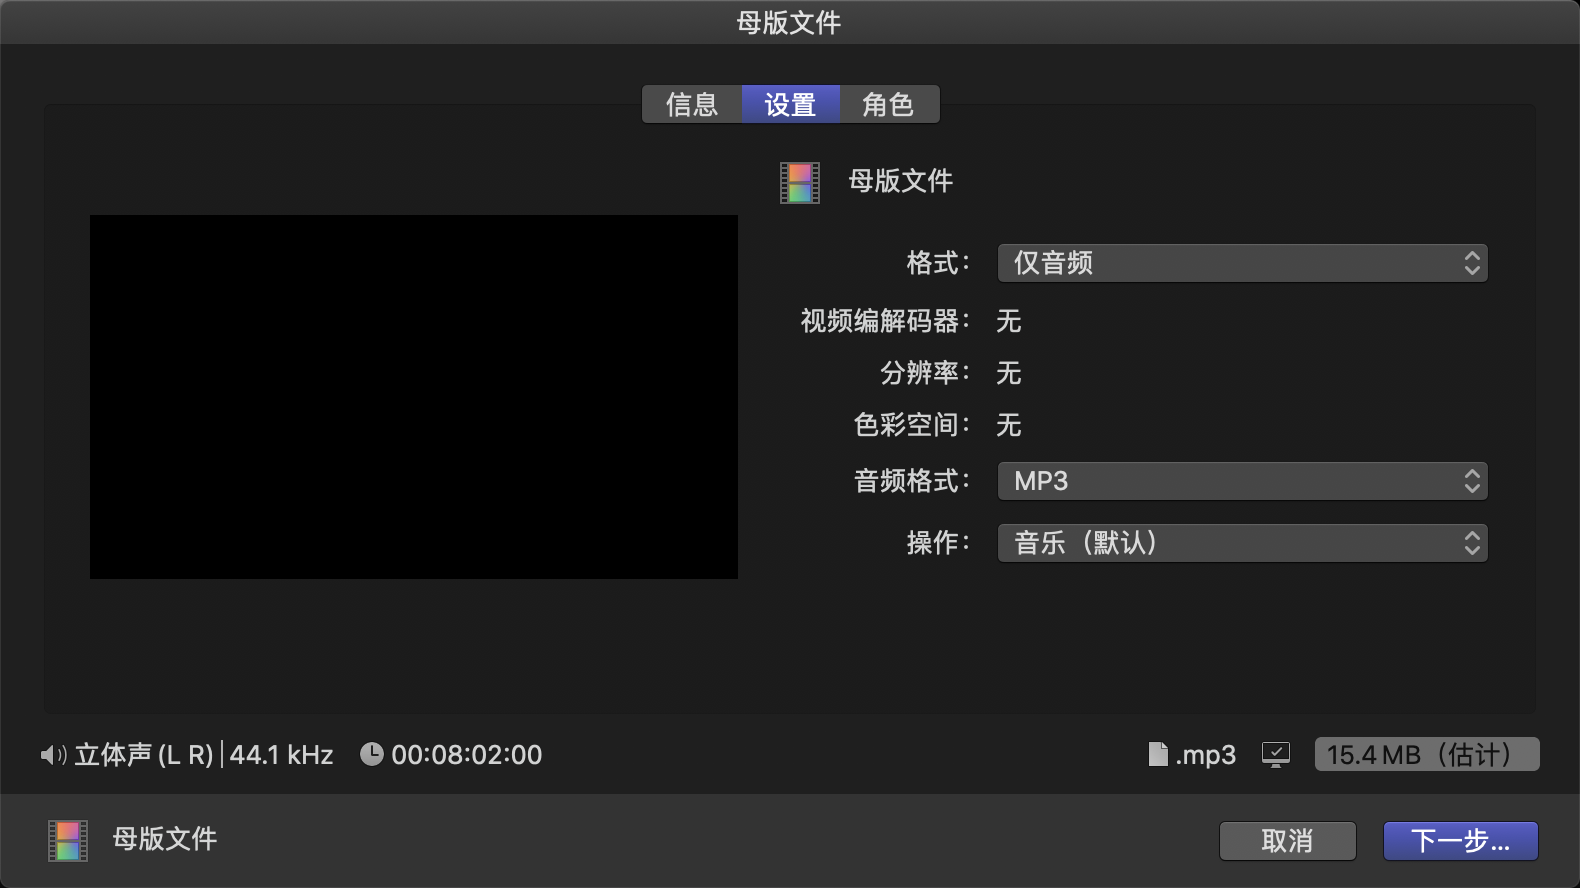 母版文件
信息 设置 角色
母版文件
格式： 仅音频
视频编解码器： 无
分辨率： 无
色彩空间： 无
音频格式： MP3
操作： 音乐（默认）
立体声 (L R) | 44.1 kHz 00:08:02:00 .mp3 15.4 MB（估计）
母版文件 取消 下一步...